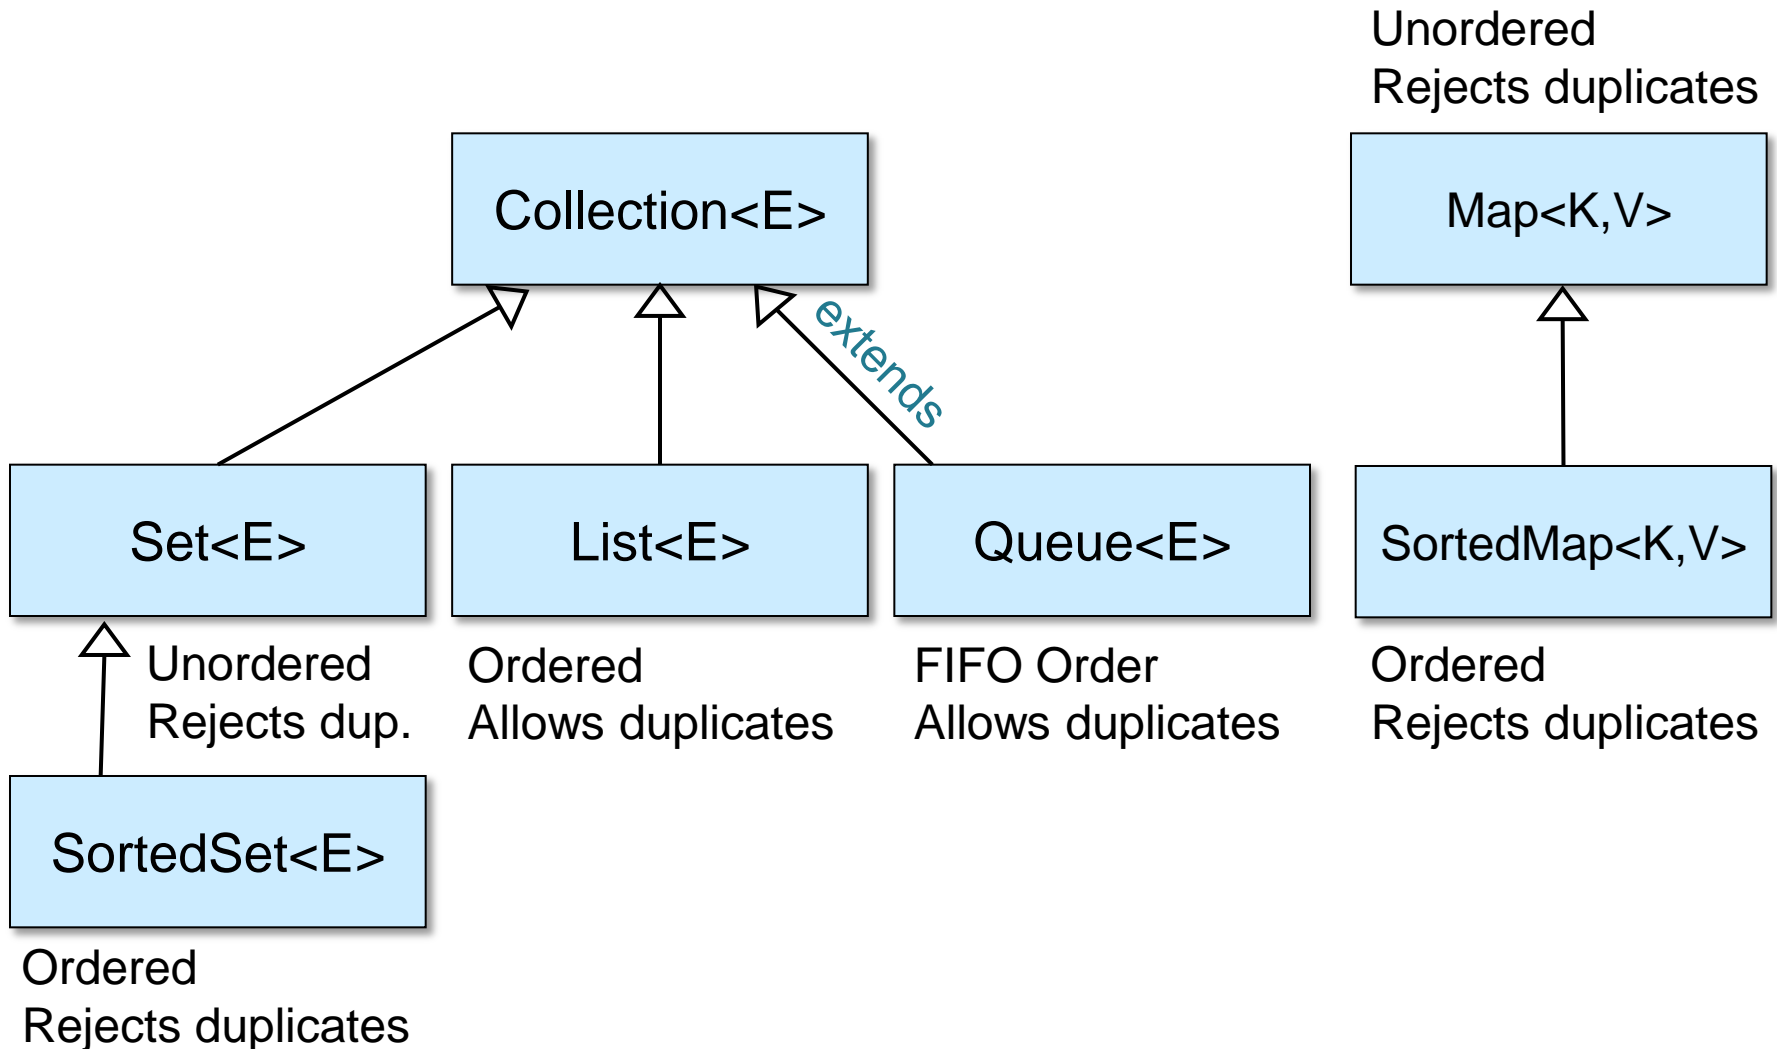 Unordered
Rejects duplicates
Collection<E>
Map<K,V>
extends
Set<E>
List<E>
Queue<E>
SortedMap<K,V>
Unordered
Rejects dup.
Ordered
Allows duplicates
FIFO Order
Allows duplicates
Ordered
Rejects duplicates
SortedSet<E>
Ordered
Rejects duplicates